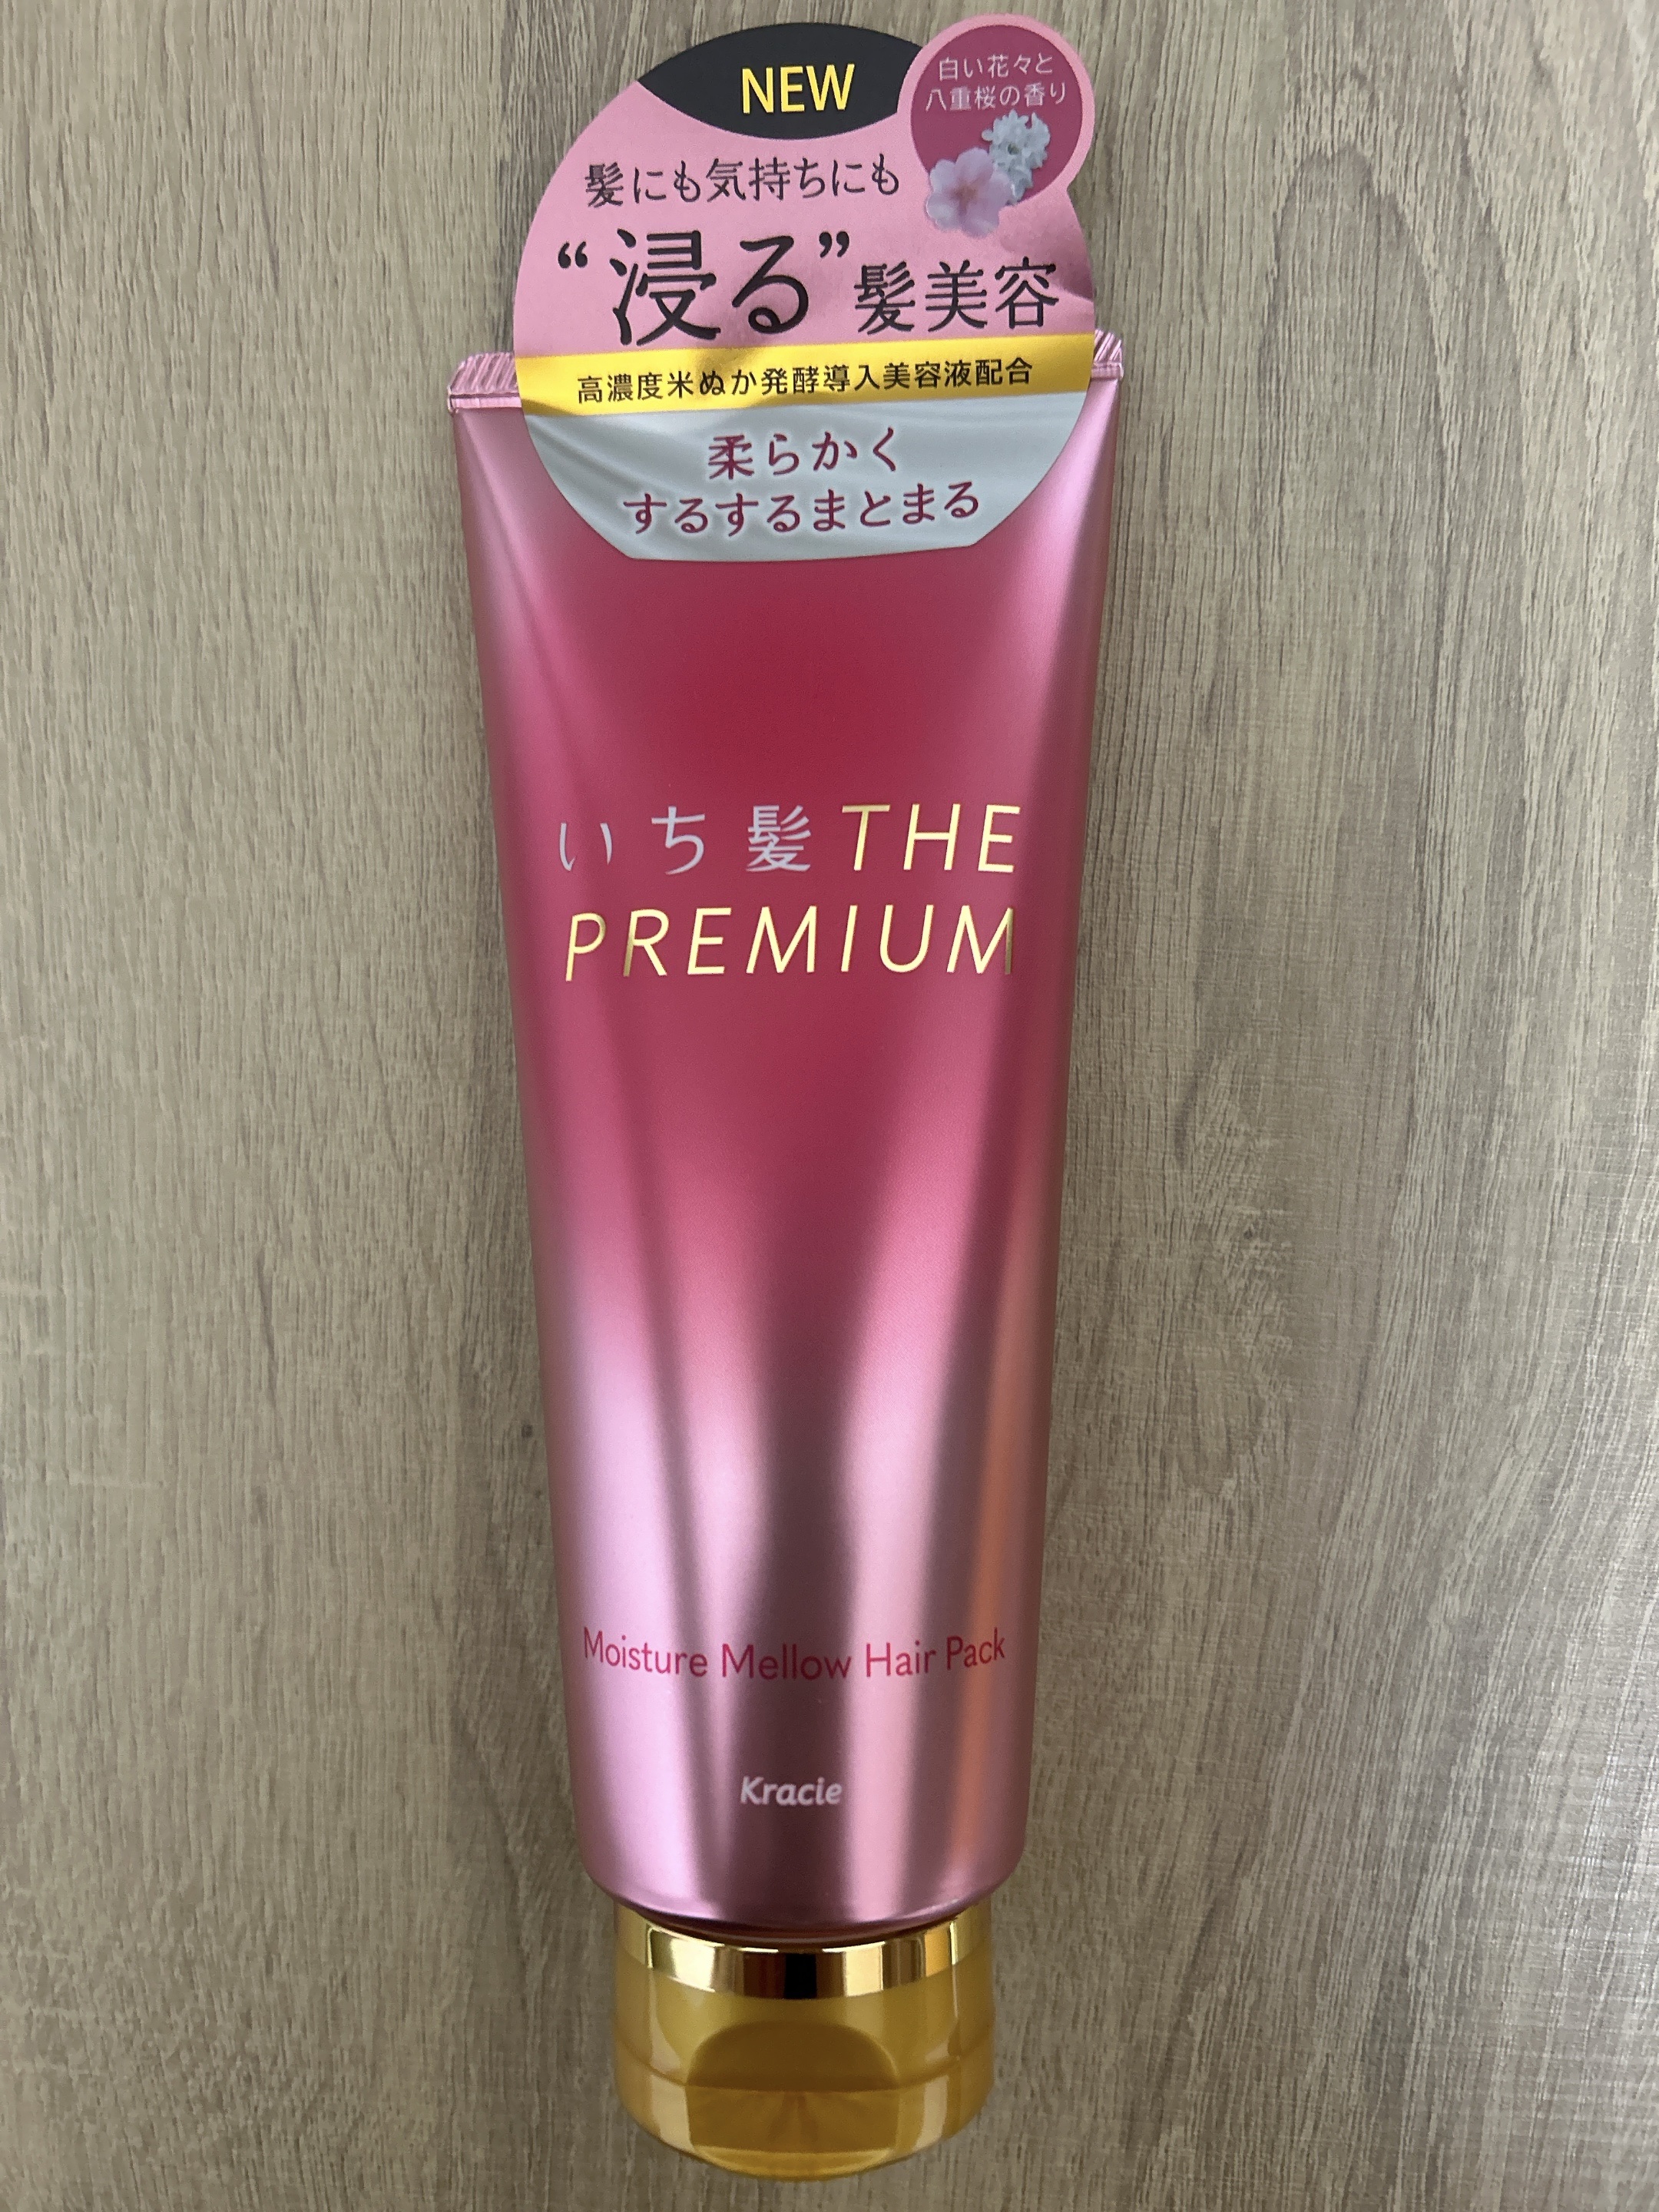 NEW
白い花々と
八重桜の香り
髪にも気持ちにも
“浸る”髪美容
高濃度米ぬか発酵導入美容液配合
柔らかく
するするまとまる
いち髪 THE
PREMIUM
Moisture Mellow Hair Pack
Kracie